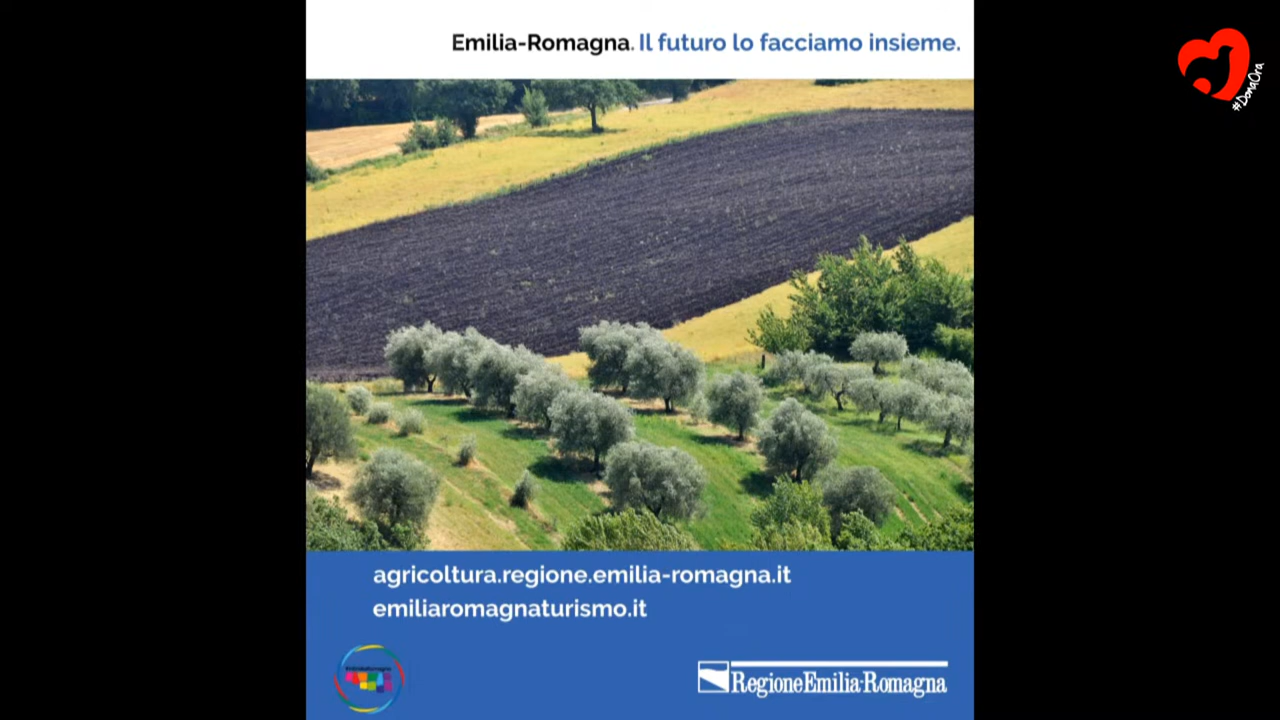 Emilia-Romagna. Il futuro lo facciamo insieme.
#DonaOra
agricoltura.regione.emilia-romagna.it
emiliaromagnaturismo.it
RegioneEmilia-Romagna